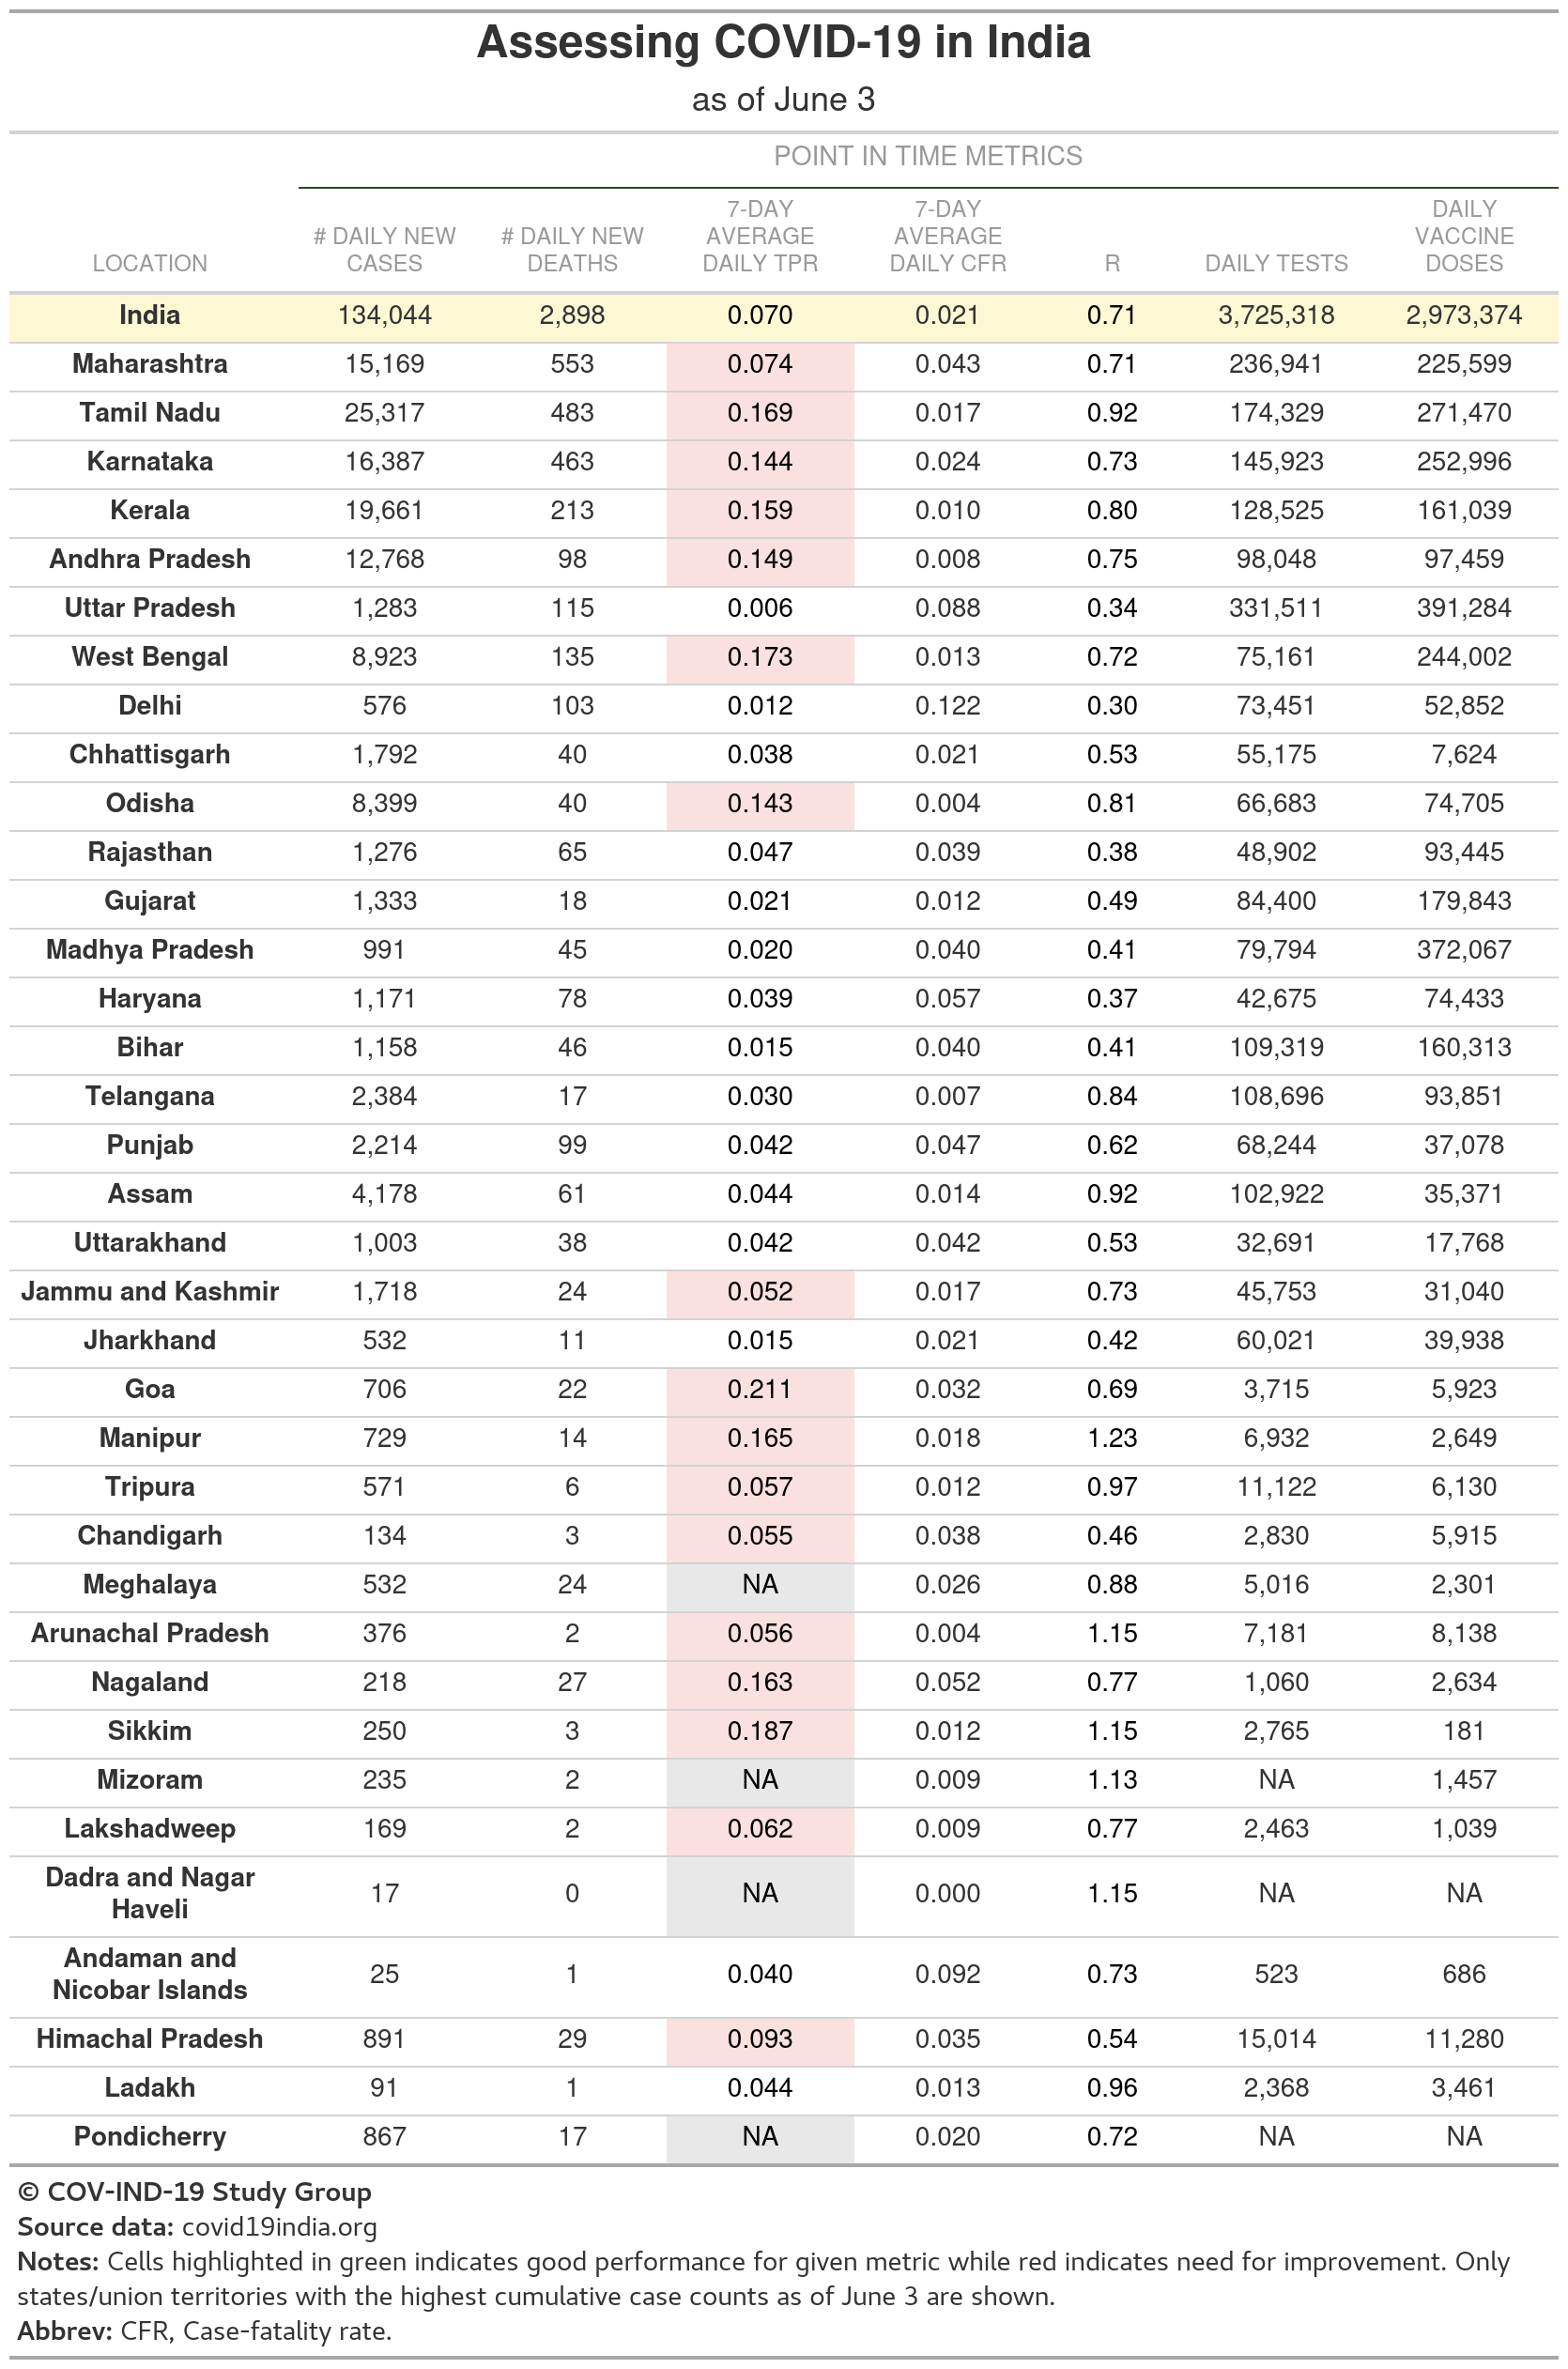 Assessing COVID-19 in India
as of June 3
POINT IN TIME METRICS
LOCATION # DAILY NEW CASES # DAILY NEW DEATHS 7-DAY AVERAGE DAILY TPR 7-DAY AVERAGE DAILY CFR R DAILY TESTS DAILY VACCINE DOSES
India 134,044 2,898 0.070 0.021 0.71 3,725,318 2,973,374
Maharashtra 15,169 553 0.074 0.043 0.71 236,941 225,599
Tamil Nadu 25,317 483 0.169 0.017 0.92 174,329 271,470
Karnataka 16,387 463 0.144 0.024 0.73 145,923 252,996
Kerala 19,661 213 0.159 0.010 0.80 128,525 161,039
Andhra Pradesh 12,768 98 0.149 0.008 0.75 98,048 97,459
Uttar Pradesh 1,283 115 0.006 0.088 0.34 331,511 391,284
West Bengal 8,923 135 0.173 0.013 0.72 75,161 244,002
Delhi 576 103 0.012 0.122 0.30 73,451 52,852
Chhattisgarh 1,792 40 0.038 0.021 0.53 55,175 7,624
Odisha 8,399 40 0.143 0.004 0.81 66,683 74,705
Rajasthan 1,276 65 0.047 0.039 0.38 48,902 93,445
Gujarat 1,333 18 0.021 0.012 0.49 84,400 179,843
Madhya Pradesh 991 45 0.020 0.040 0.41 79,794 372,067
Haryana 1,171 78 0.039 0.057 0.37 42,675 74,433
Bihar 1,158 46 0.015 0.040 0.41 109,319 160,313
Telangana 2,384 17 0.030 0.007 0.84 108,696 93,851
Punjab 2,214 99 0.042 0.047 0.62 68,244 37,078
Assam 4,178 61 0.044 0.014 0.92 102,922 35,371
Uttarakhand 1,003 38 0.042 0.042 0.53 32,691 17,768
Jammu and Kashmir 1,718 24 0.052 0.017 0.73 45,753 31,040
Jharkhand 532 11 0.015 0.021 0.42 60,021 39,938
Goa 706 22 0.211 0.032 0.69 3,715 5,923
Manipur 729 14 0.165 0.018 1.23 6,932 2,649
Tripura 571 6 0.057 0.012 0.97 11,122 6,130
Chandigarh 134 3 0.055 0.038 0.46 2,830 5,915
Meghalaya 532 24 NA 0.026 0.88 5,016 2,301
Arunachal Pradesh 376 2 0.056 0.004 1.15 7,181 8,138
Nagaland 218 27 0.163 0.052 0.77 1,060 2,634
Sikkim 250 3 0.187 0.012 1.15 2,765 181
Mizoram 235 2 NA 0.009 1.13 NA 1,457
Lakshadweep 169 2 0.062 0.009 0.77 2,463 1,039
Dadra and Nagar Haveli 17 0 NA 0.000 1.15 NA NA
Andaman and Nicobar Islands 25 1 0.040 0.092 0.73 523 686
Himachal Pradesh 891 29 0.093 0.035 0.54 15,014 11,280
Ladakh 91 1 0.044 0.013 0.96 2,368 3,461
Pondicherry 867 17 NA 0.020 0.72 NA NA
© COV-IND-19 Study Group
Source data: covid19india.org
Notes: Cells highlighted in green indicates good performance for given metric while red indicates need for improvement. Only
states/union territories with the highest cumulative case counts as of June 3 are shown.
Abbrev: CFR, Case-fatality rate.